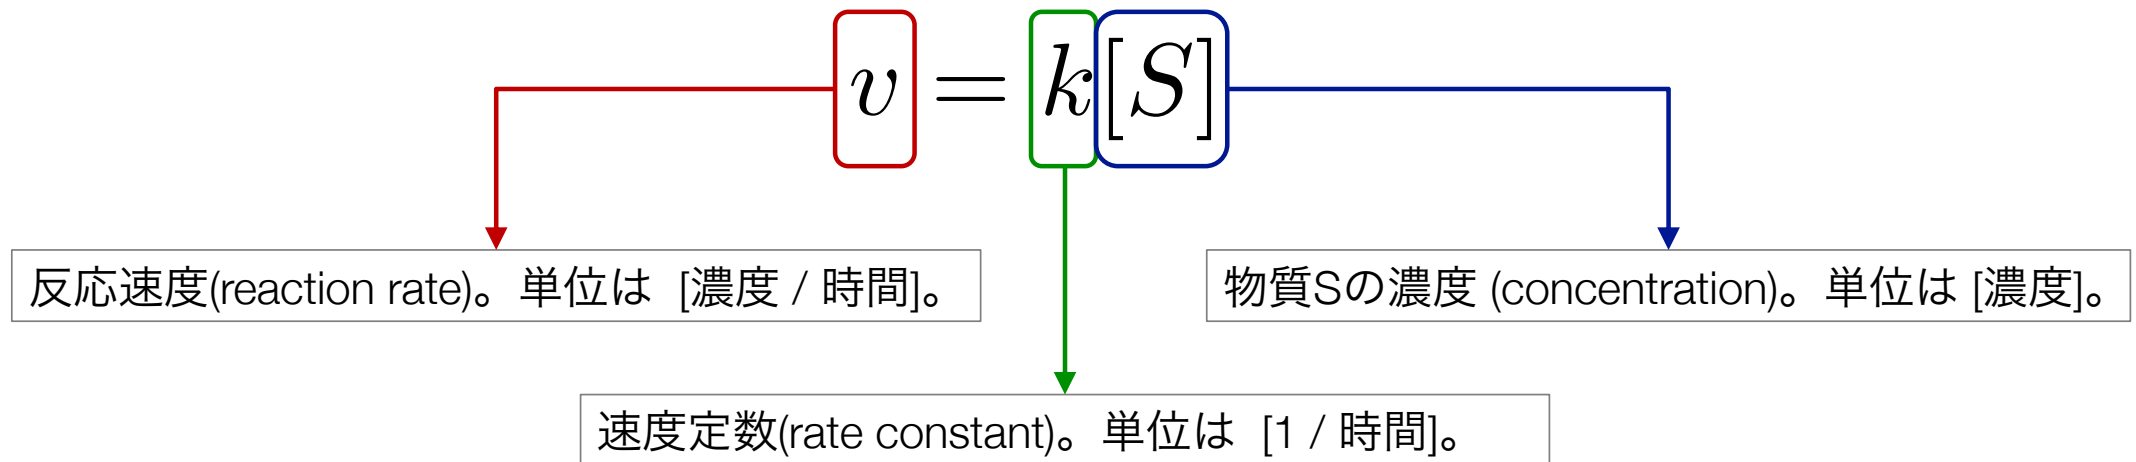 v = k[S]
反応速度(reaction rate)。単位は [濃度 / 時間]。
物質Sの濃度 (concentration)。単位は [濃度]。
速度定数(rate constant)。単位は [1 / 時間]。